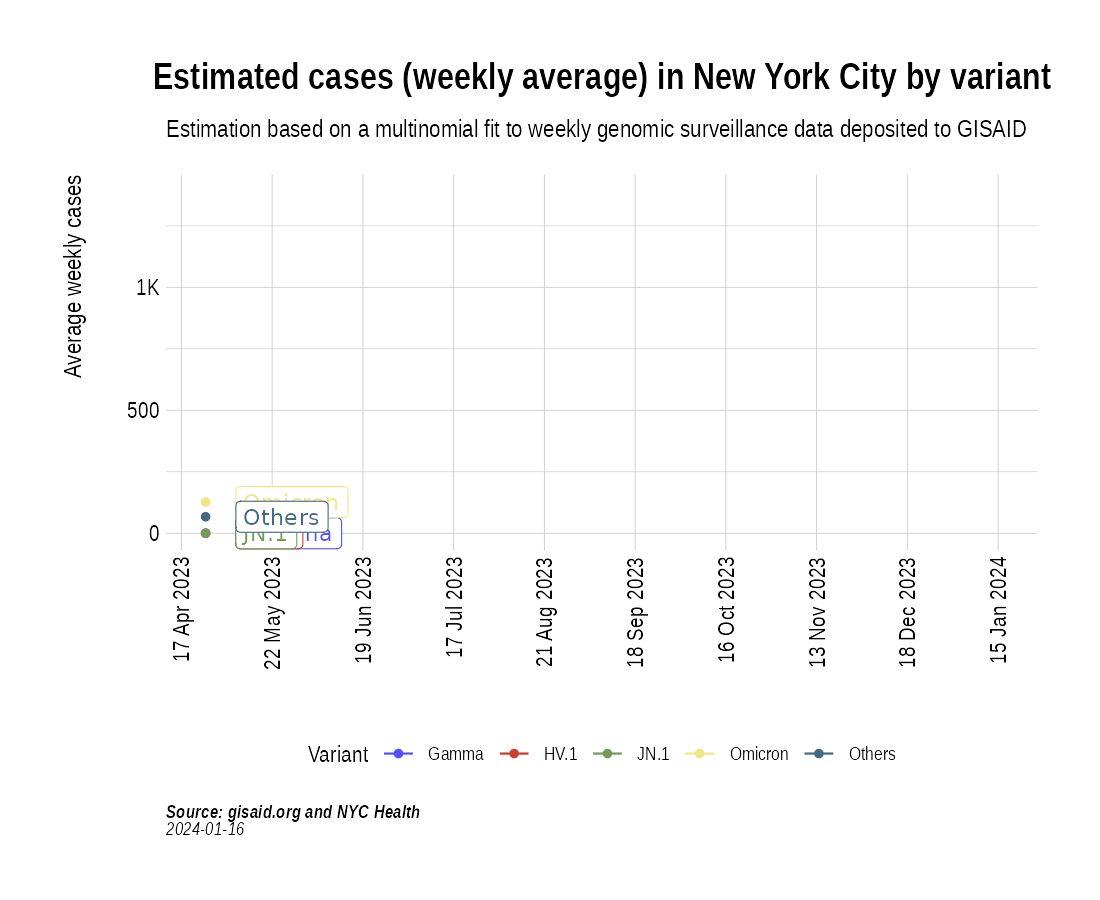 Estimated cases (weekly average) in New York City by variant
Estimation based on a multinomial fit to weekly genomic surveillance data deposited to GISAID
Average weekly cases
1K
500
0
Omicron
Others
JN.1
na
17 Apr 2023
22 May 2023
19 Jun 2023
17 Jul 2023
21 Aug 2023
18 Sep 2023
16 Oct 2023
13 Nov 2023
18 Dec 2023
15 Jan 2024
Variant Gamma HV.1 JN.1 Omicron Others
Source: gisaid.org and NYC Health
2024-01-16